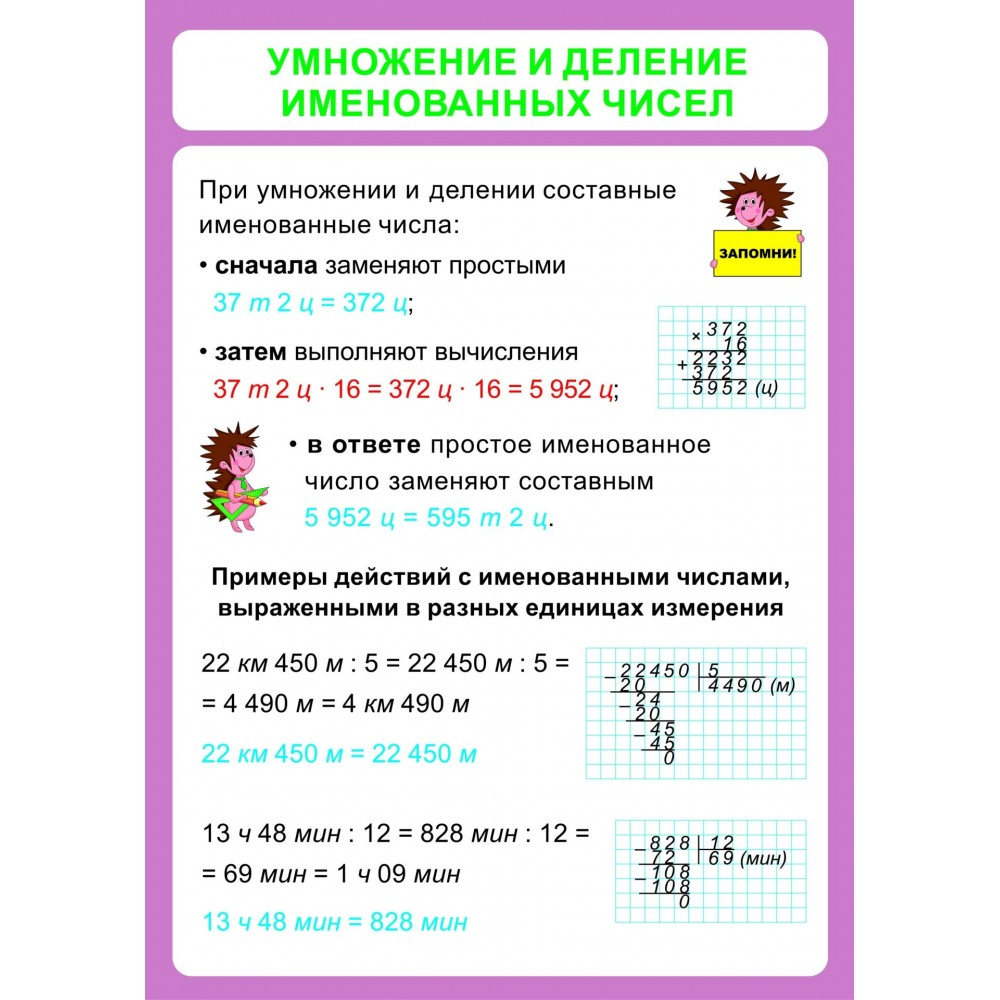 УМНОЖЕНИЕ И ДЕЛЕНИЕ
ИМЕНОВАННЫХ ЧИСЕЛ
При умножении и делении составные
именованные числа:
ЗАПОМНИ!
• сначала заменяют простыми
37 т 2 ц = 372 ц;
• затем выполняют вычисления
37 т 2 ц · 16 = 372 ц · 16 = 5 952 ц;
× 372
16
+ 2232
372
5952 (ц)
• в ответе простое именованное
число заменяют составным
5 952 ц = 595 т 2 ц.
Примеры действий с именованными числами,
выраженными в разных единицах измерения
22 км 450 м : 5 = 22 450 м : 5 =
= 4 490 м = 4 км 490 м
22 км 450 м = 22 450 м
– 22450 | 5
20 | 4490 (м)
– 24
20
– 45
45
0
13 ч 48 мин : 12 = 828 мин : 12 =
= 69 мин = 1 ч 09 мин
13 ч 48 мин = 828 мин
– 828 | 12
72 | 69 (мин)
– 108
108
0